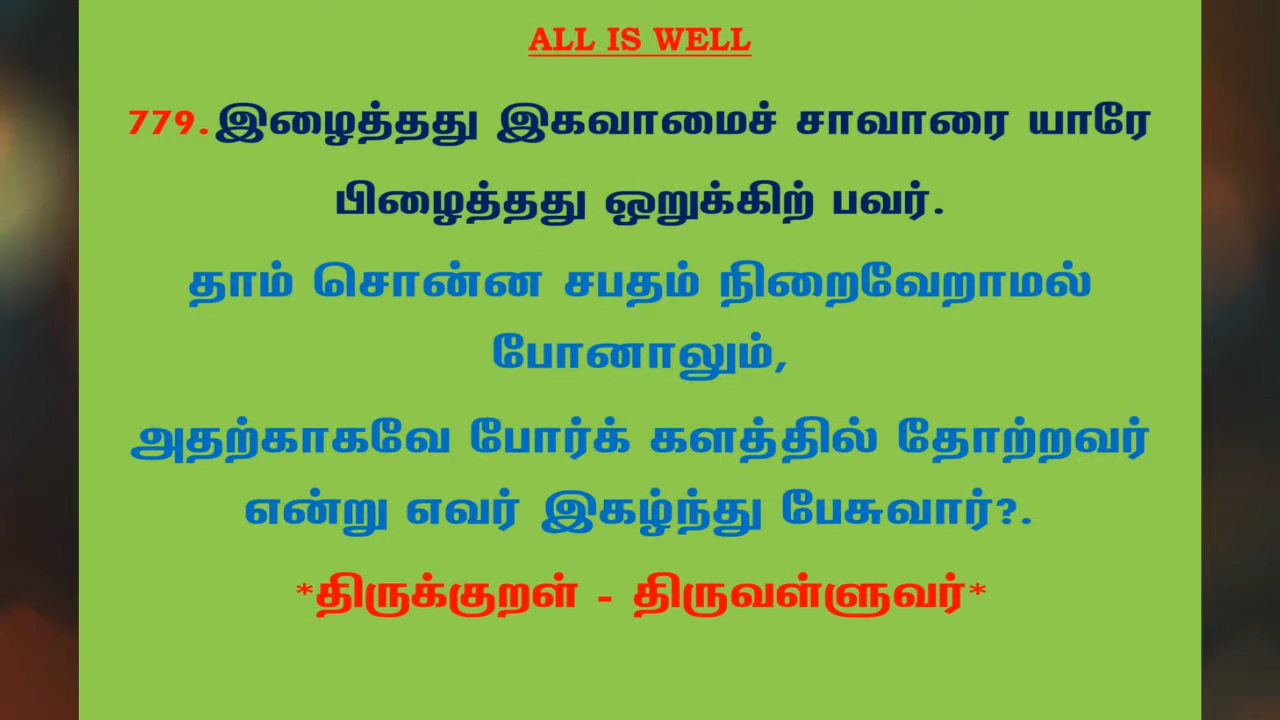 ALL IS WELL
779.இழைத்தது இகவாமைச் சாவாரை யாரே
பிழைத்தது ஒறுக்கிற் பவர்.
தாம் சொன்ன சபதம் நிறைவேறாமல்
போனாலும்,
அதற்காகவே போர்க் களத்தில் தோற்றவர்
என்று எவர் இகழ்ந்து பேசுவார்?.
*திருக்குறள் - திருவள்ளுவர்*